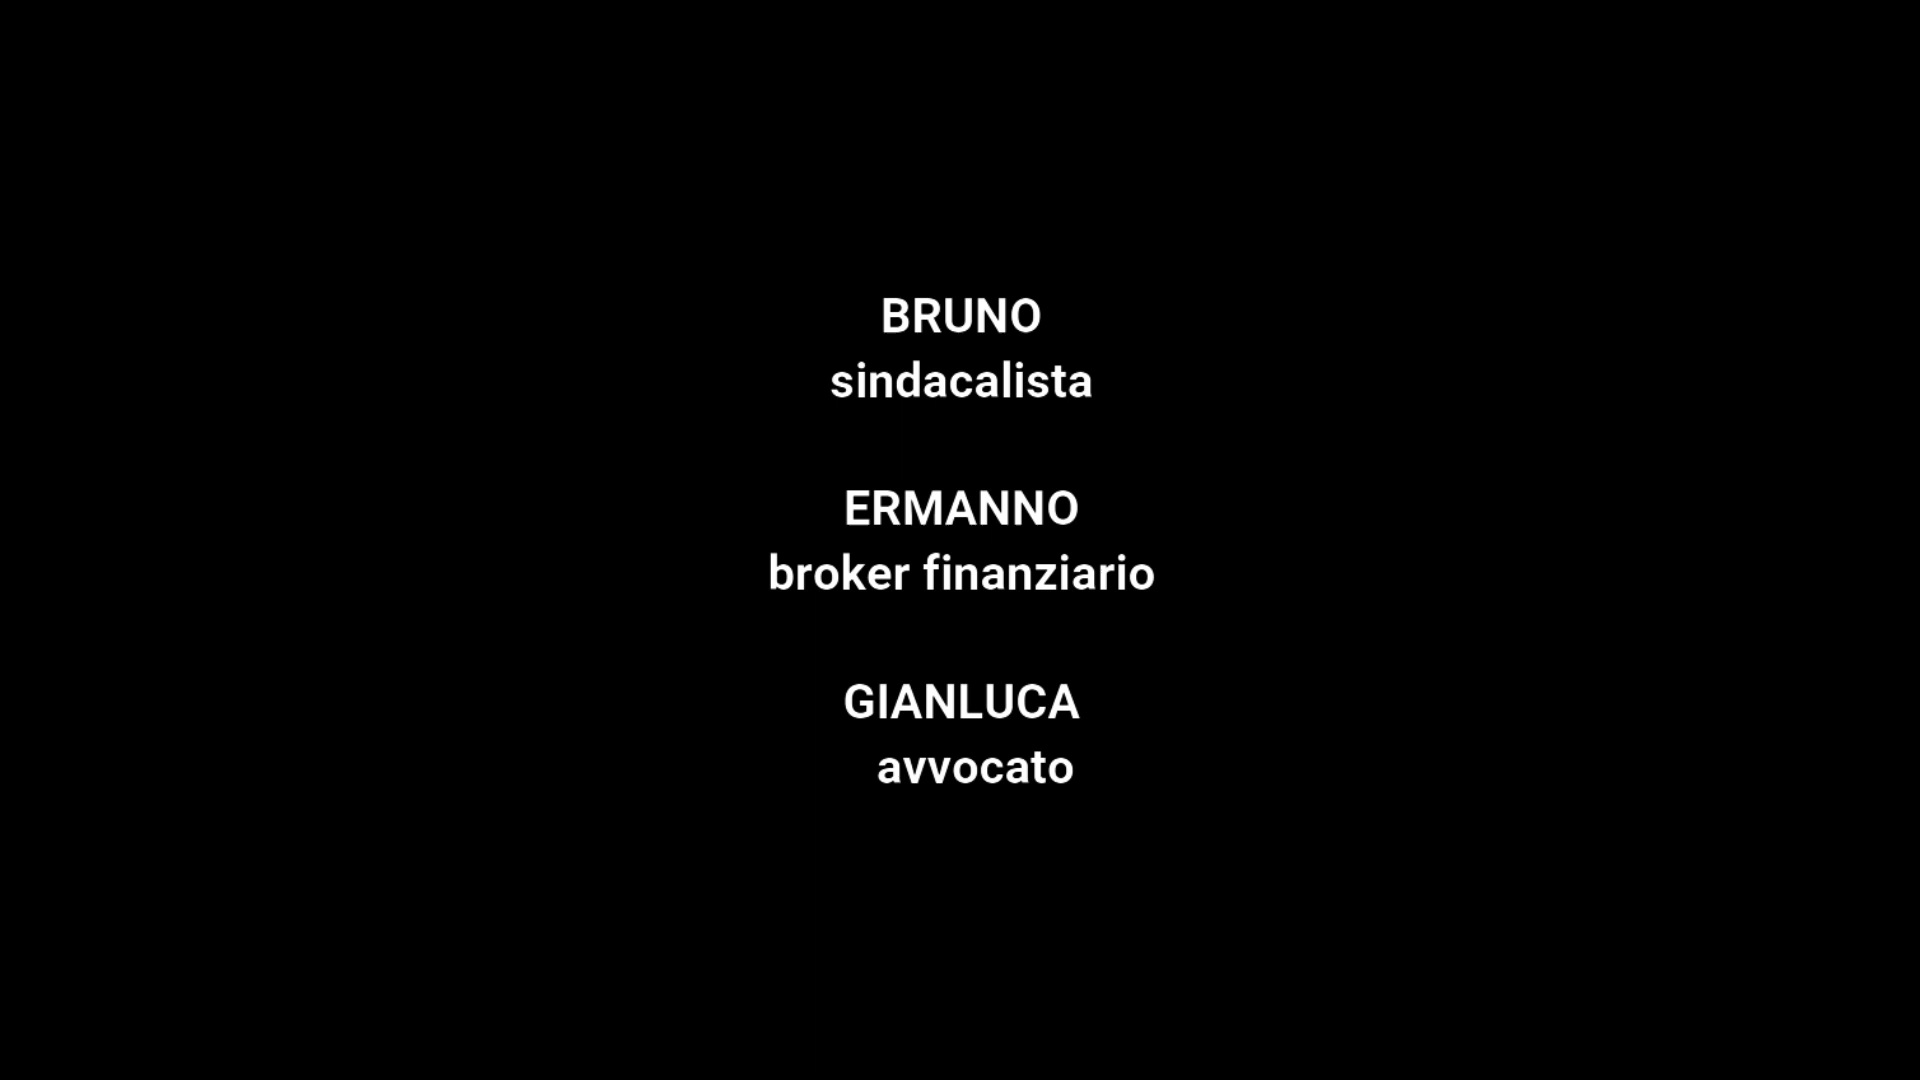 BRUNO
sindacalista
ERMANNO
broker finanziario
GIANLUCA
avvocato